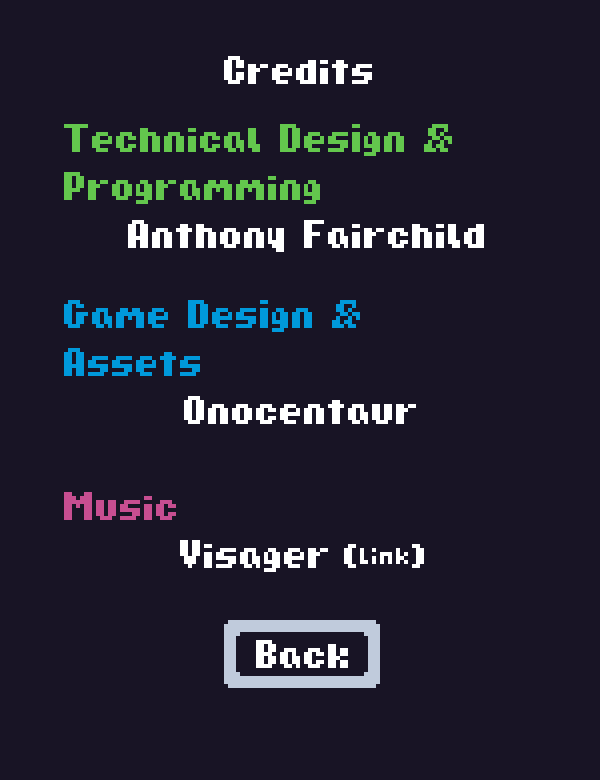 Credits
Technical Design &
Programming
Anthony Fairchild
Game Design &
Assets
Onocentaur
Music
Visager (link)
Back